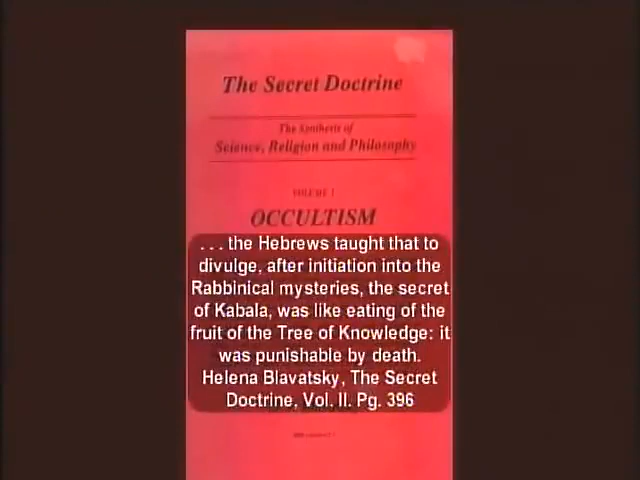 The Secret Doctrine
The Synthesis of
Science, Religion and Philosophy
VOLUME 1
OCCULTISM
. . . the Hebrews taught that to
divulge, after initiation into the
Rabbinical mysteries, the secret
of Kabala, was like eating of the
fruit of the Tree of Knowledge: it
was punishable by death.
Helena Blavatsky, The Secret
Doctrine, Vol. II. Pg. 396